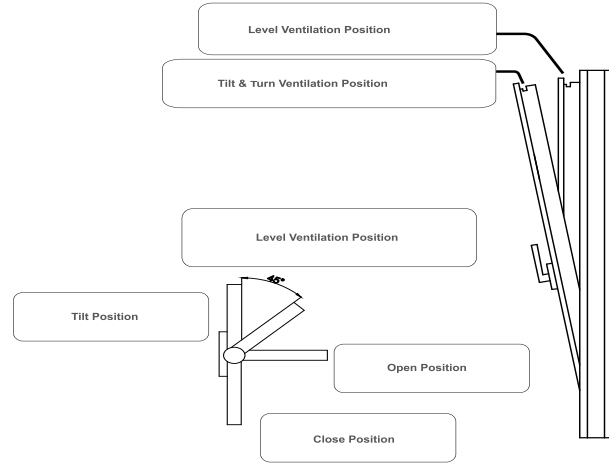 Level Ventilation Position
Tilt & Turn Ventilation Position
Level Ventilation Position
45°
Tilt Position
Open Position
Close Position